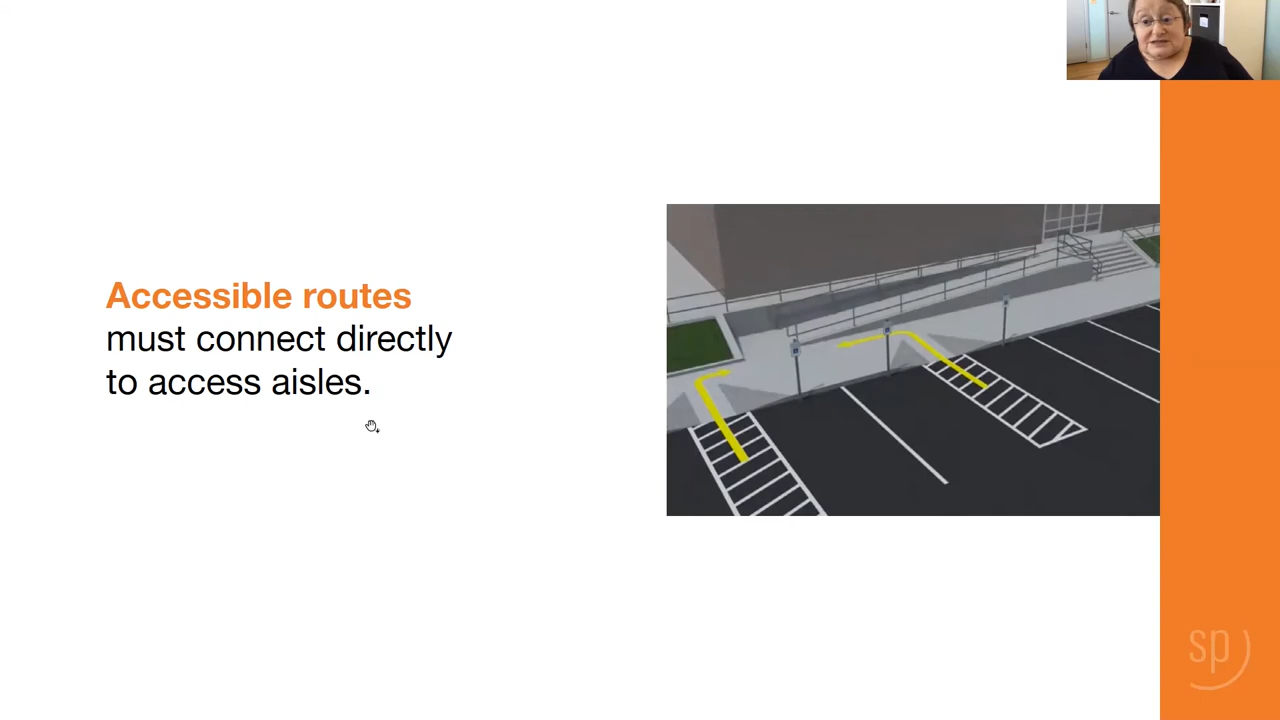 Accessible routes
must connect directly
to access aisles.
sp